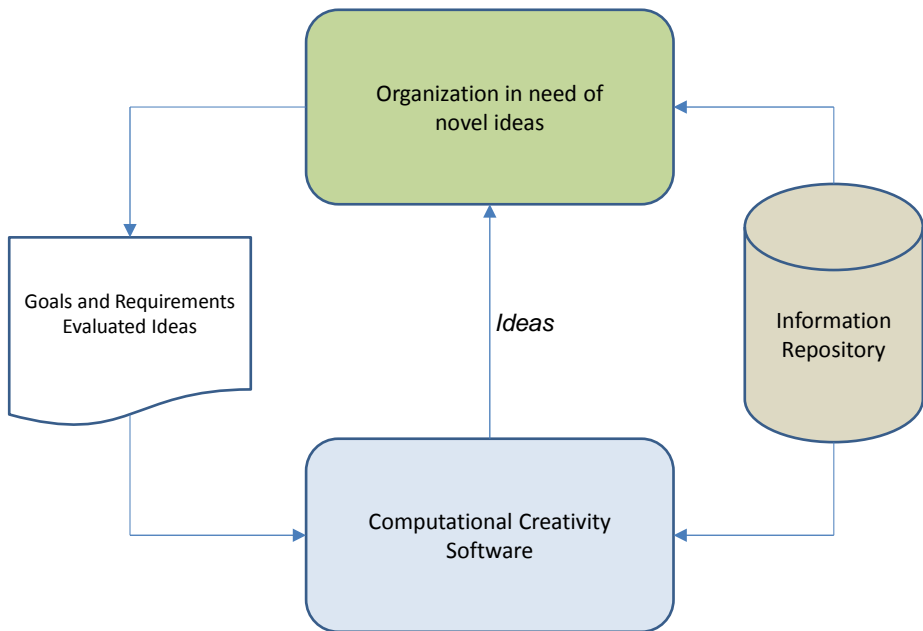 Organization in need of
novel ideas
Goals and Requirements
Evaluated Ideas
Ideas
Information
Repository
Computational Creativity
Software